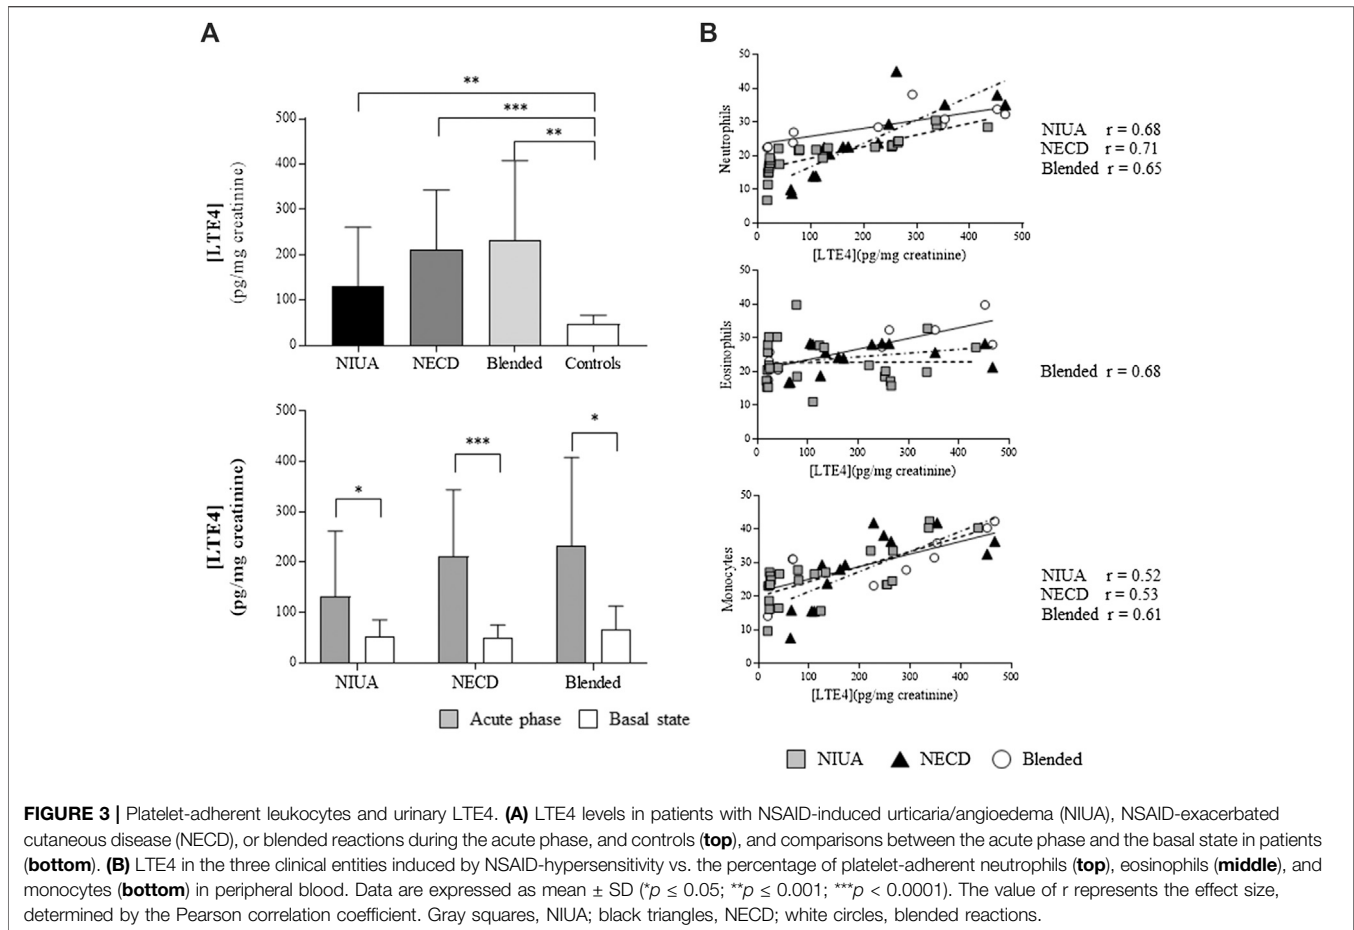 A
**
***
**
500
400
300
200
100
0
[LTE4]
(pg/mg creatinine)
NIUA NECD Blended Controls
500
400
300
200
100
0
[LTE4]
(pg/mg creatinine)
*
***
*
NIUA NECD Blended
Acute phase Basal state
B
50
40
30
20
10
0
Neutrophils
0 100 200 300 400 500
[LTE4](pg/mg creatinine)
NIUA r = 0.68
NECD r = 0.71
Blended r = 0.65
50
40
30
20
10
0
Eosinophils
0 100 200 300 400 500
[LTE4](pg/mg creatinine)
Blended r = 0.68
50
40
30
20
10
0
Monocytes
0 100 200 300 400 500
[LTE4](pg/mg creatinine)
NIUA r = 0.52
NECD r = 0.53
Blended r = 0.61
NIUA NECD Blended
FIGURE 3 | Platelet-adherent leukocytes and urinary LTE4. (A) LTE4 levels in patients with NSAID-induced urticaria/angioedema (NIUA), NSAID-exacerbated
cutaneous disease (NECD), or blended reactions during the acute phase, and controls (top), and comparisons between the acute phase and the basal state in patients
(bottom). (B) LTE4 in the three clinical entities induced by NSAID-hypersensitivity vs. the percentage of platelet-adherent neutrophils (top), eosinophils (middle), and
monocytes (bottom) in peripheral blood. Data are expressed as mean ± SD (*p ≤ 0.05; **p ≤ 0.001; ***p < 0.0001). The value of r represents the effect size,
determined by the Pearson correlation coefficient. Gray squares, NIUA; black triangles, NECD; white circles, blended reactions.